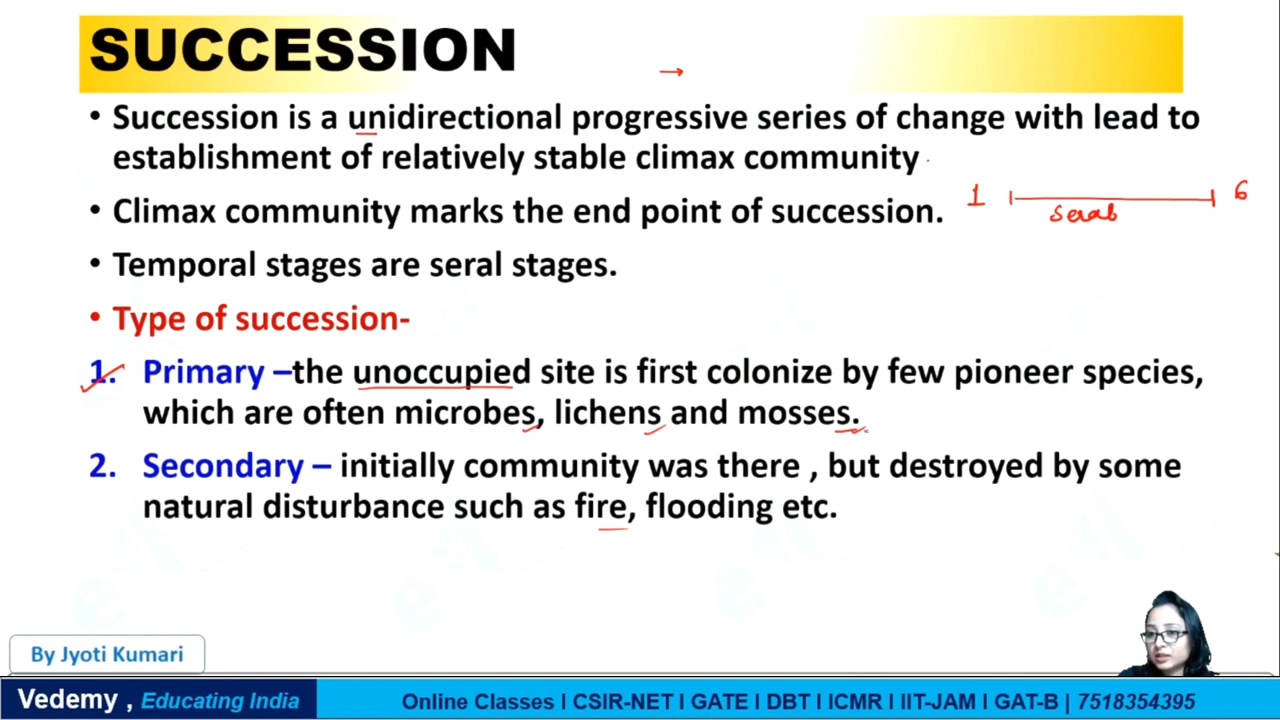 SUCCESSION
• Succession is a unidirectional progressive series of change with lead to
establishment of relatively stable climax community
• Climax community marks the end point of succession.
1 seral 6
• Temporal stages are seral stages.
• Type of succession-
1. Primary –the unoccupied site is first colonize by few pioneer species,
which are often microbes, lichens and mosses.
2. Secondary – initially community was there , but destroyed by some
natural disturbance such as fire, flooding etc.
By Jyoti Kumari
Vedemy , Educating India
Online Classes I CSIR-NET I GATE I DBT I ICMR I IIT-JAM I GAT-B | 7518354395